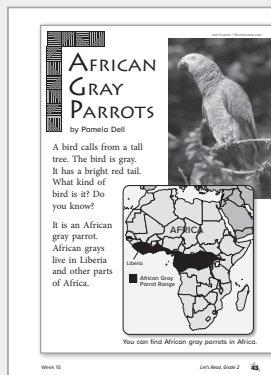 AFRICAN
GRAY
PARROTS
by Pamela Dell
A bird calls from a tall
tree. The bird is gray.
It has a bright red tail.
What kind of
bird is it? Do
you know?
It is an African
gray parrot.
African grays
live in Liberia
and other parts
of Africa.
AFRICA
Liberia
African Gray
Parrot Range
You can find African gray parrots in Africa.
Week 15
Let's Read, Grade 2
43